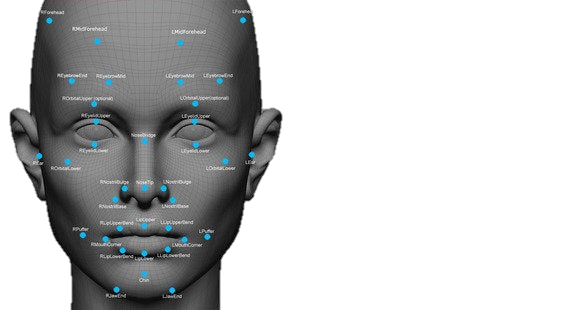 RForehead
LForehead
RMidForehead
LMidForehead
REyebrowEnd
REyebrowMid
LEyebrowMid
LEyebrowEnd
ROrbitalUpper(optional)
LOrbitalUpper(optional)
REyelidUpper
LEyelidUpper
NoseBridge
REyelidLower
LEyelidLower
REar
LEar
ROrbitalLower
LOrbitalLower
RNostrilBulge
NoseTip
LNostrilBulge
RNostrilBase
LNostrilBase
LipUpper
RLipUpperBend
LLipUpperBend
RPuffer
LPuffer
RMouthCorner
LMouthCorner
RLipLowerBend
LipLower
LLipLowerBend
Chin
RJawEnd
LJawEnd